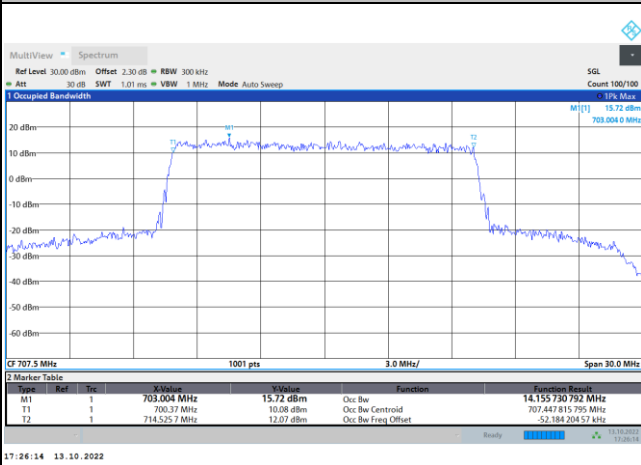 MultiView Spectrum
Ref Level 30.00 dBm Offset 2.30 dB RBW 300 kHz SGL
Att 30 dB SWT 1.01 ms VBW 1 MHz Mode Auto Sweep Count 100/100
1 Occupied Bandwidth 1Pk Max
M1[1] 15.72 dBm
703.004 0 MHz
20 dBm
M1
T1
T2
10 dBm
0 dBm
-10 dBm
-20 dBm
-30 dBm
-40 dBm
-50 dBm
-60 dBm
CF 707.5 MHz 1001 pts 3.0 MHz/ Span 30.0 MHz
2 Marker Table
Type Ref Trc X-Value Y-Value Function Function Result
M1 1 703.004 MHz 15.72 dBm Occ Bw 14.155 730 792 MHz
T1 1 700.37 MHz 10.08 dBm Occ Bw Centroid 707.447 815 795 MHz
T2 1 714.525 7 MHz 12.07 dBm Occ Bw Freq Offset -52.184 204 57 kHz
Ready 13.10.2022
17:26:14
17:26:14 13.10.2022